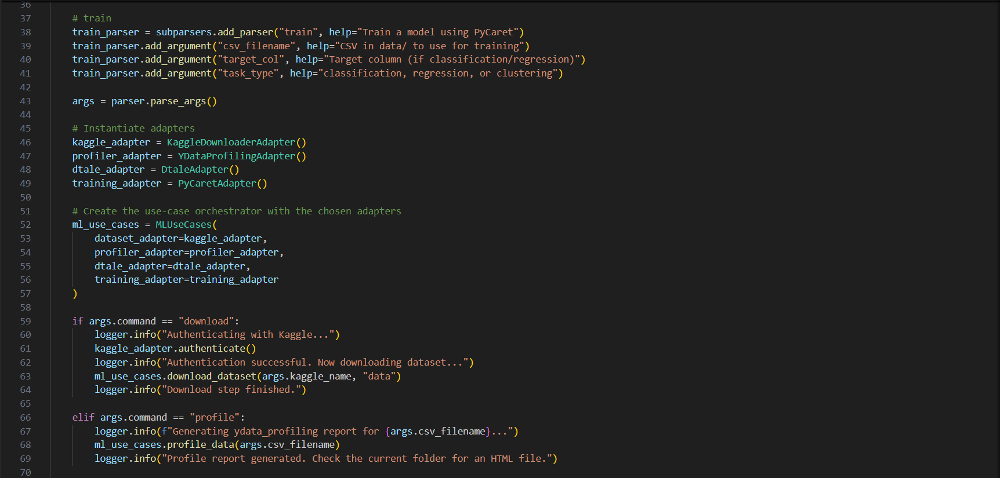 36
37 # train
38 train_parser = subparsers.add_parser("train", help="Train a model using PyCaret")
39 train_parser.add_argument("csv_filename", help="CSV in data/ to use for training")
40 train_parser.add_argument("target_col", help="Target column (if classification/regression)")
41 train_parser.add_argument("task_type", help="classification, regression, or clustering")
42
43 args = parser.parse_args()
44
45 # Instantiate adapters
46 kaggle_adapter = KaggleDownloaderAdapter()
47 profiler_adapter = YDataProfilingAdapter()
48 dtale_adapter = DtaleAdapter()
49 training_adapter = PyCaretAdapter()
50
51 # Create the use-case orchestrator with the chosen adapters
52 ml_use_cases = MLUseCases(
53 dataset_adapter=kaggle_adapter,
54 profiler_adapter=profiler_adapter,
55 dtale_adapter=dtale_adapter,
56 training_adapter=training_adapter
57 )
58
59 if args.command == "download":
60 logger.info("Authenticating with Kaggle...")
61 kaggle_adapter.authenticate()
62 logger.info("Authentication successful. Now downloading dataset...")
63 ml_use_cases.download_dataset(args.kaggle_name, "data")
64 logger.info("Download step finished.")
65
66 elif args.command == "profile":
67 logger.info(f"Generating ydata_profiling report for {args.csv_filename}...")
68 ml_use_cases.profile_data(args.csv_filename)
69 logger.info("Profile report generated. Check the current folder for an HTML file.")
70